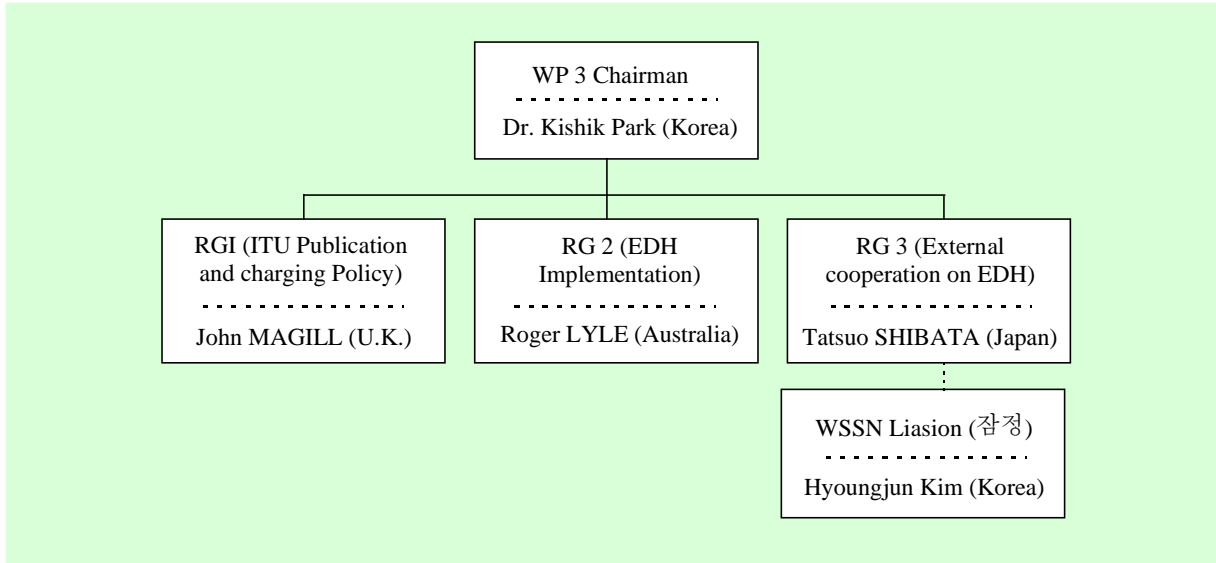 WP 3 Chairman
Dr. Kishik Park (Korea)
RGI (ITU Publication
and charging Policy)
John MAGILL (U.K.)
RG 2 (EDH
Implementation)
Roger LYLE (Australia)
RG 3 (External
cooperation on EDH)
Tatsuo SHIBATA (Japan)
WSSN Liasion (잠정)
Hyoungjun Kim (Korea)